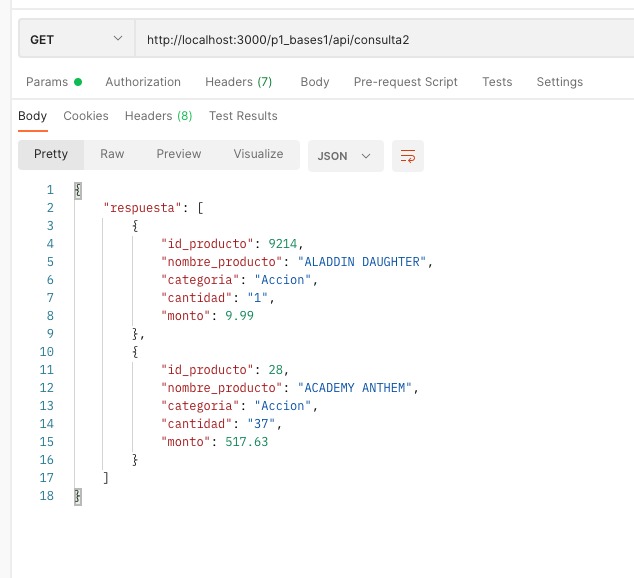 GET http://localhost:3000/p1_bases1/api/consulta2
Params Authorization Headers (7) Body Pre-request Script Tests Settings
Body Cookies Headers (8) Test Results
Pretty Raw Preview Visualize JSON
1 {
2 "respuesta": [
3 {
4 "id_producto": 9214,
5 "nombre_producto": "ALADDIN DAUGHTER",
6 "categoria": "Accion",
7 "cantidad": "1",
8 "monto": 9.99
9 },
10 {
11 "id_producto": 28,
12 "nombre_producto": "ACADEMY ANTHEM",
13 "categoria": "Accion",
14 "cantidad": "37",
15 "monto": 517.63
16 }
17 ]
18 }